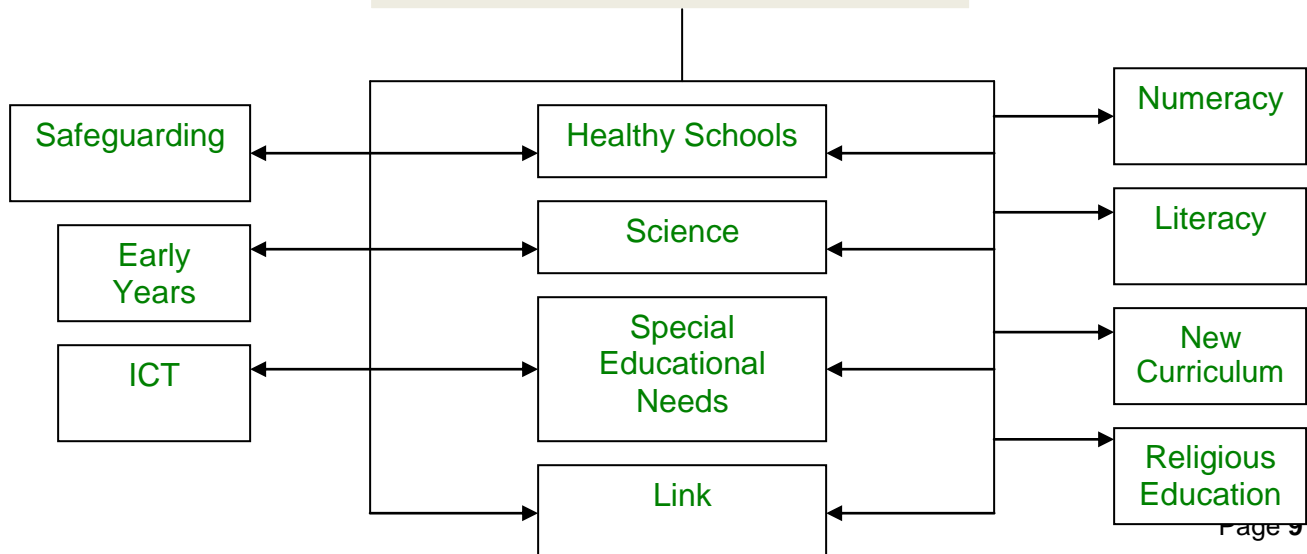 Safeguarding
Early
Years
ICT
Healthy Schools
Science
Special
Educational
Needs
Link
Numeracy
Literacy
New
Curriculum
Religious
Education
Page 9